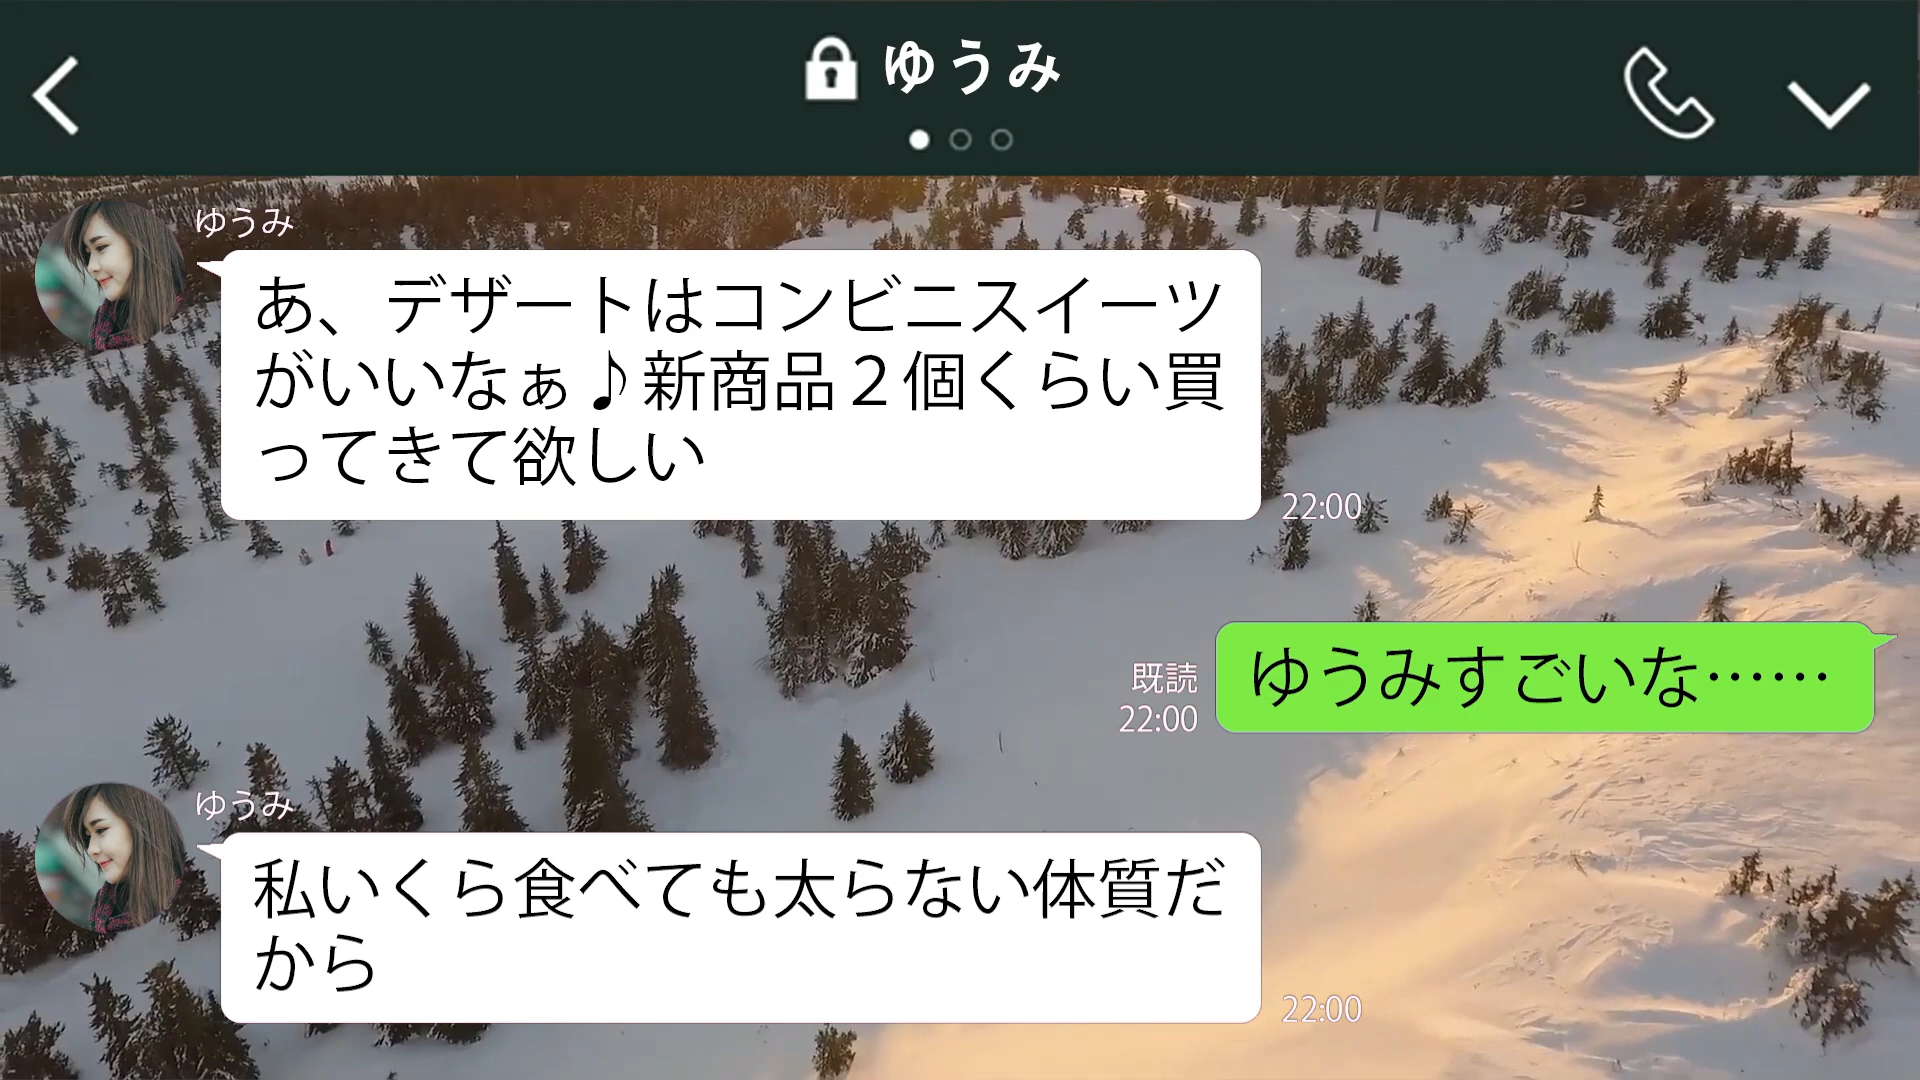 ゆうみ
ゆうみ
あ、デザートはコンビニスイーツ
がいいなぁ♪新商品２個くらい買
ってきて欲しい
22:00
ゆうみすごいな……
既読
22:00
ゆうみ
私いくら食べても太らない体質だ
から
22:00